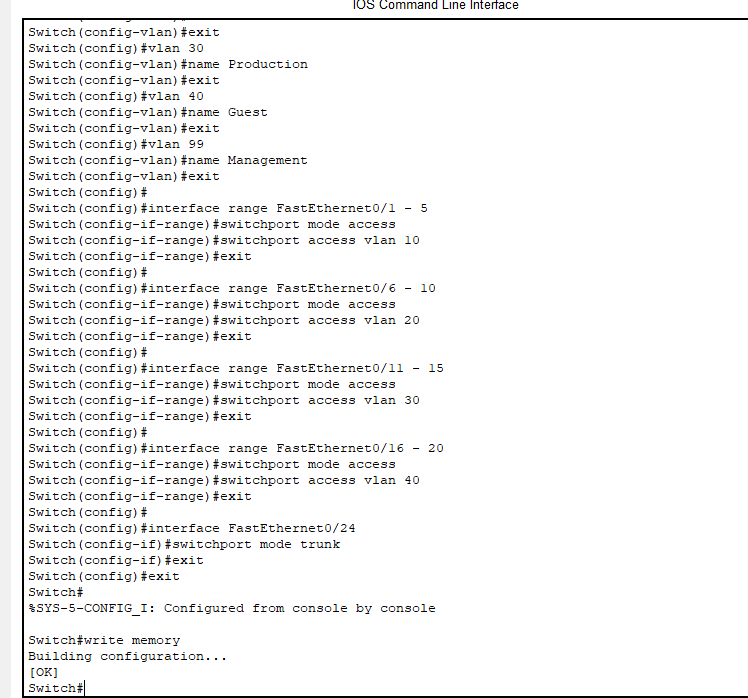 IOS Command Line Interface
Switch(config-vlan)#exit
Switch(config)#vlan 30
Switch(config-vlan)#name Production
Switch(config-vlan)#exit
Switch(config)#vlan 40
Switch(config-vlan)#name Guest
Switch(config-vlan)#exit
Switch(config)#vlan 99
Switch(config-vlan)#name Management
Switch(config-vlan)#exit
Switch(config)#
Switch(config)#interface range FastEthernet0/1 - 5
Switch(config-if-range)#switchport mode access
Switch(config-if-range)#switchport access vlan 10
Switch(config-if-range)#exit
Switch(config)#
Switch(config)#interface range FastEthernet0/6 - 10
Switch(config-if-range)#switchport mode access
Switch(config-if-range)#switchport access vlan 20
Switch(config-if-range)#exit
Switch(config)#
Switch(config)#interface range FastEthernet0/11 - 15
Switch(config-if-range)#switchport mode access
Switch(config-if-range)#switchport access vlan 30
Switch(config-if-range)#exit
Switch(config)#
Switch(config)#interface range FastEthernet0/16 - 20
Switch(config-if-range)#switchport mode access
Switch(config-if-range)#switchport access vlan 40
Switch(config-if-range)#exit
Switch(config)#
Switch(config)#interface FastEthernet0/24
Switch(config-if)#switchport mode trunk
Switch(config-if)#exit
Switch(config)#exit
Switch#
%SYS-5-CONFIG_I: Configured from console by console
Switch#write memory
Building configuration...
[OK]
Switch#